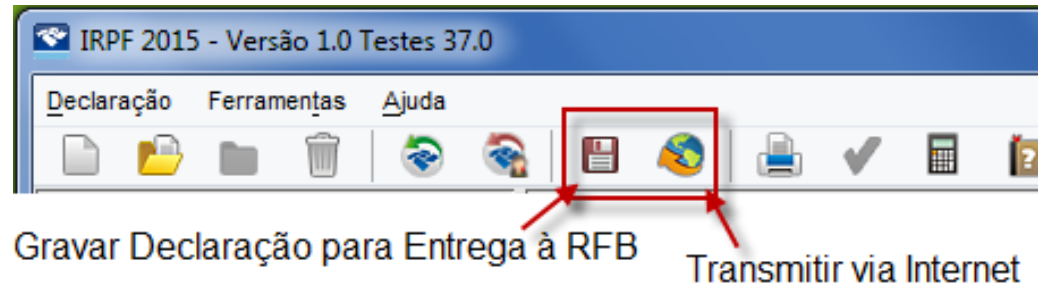 IRPF 2015 - Versão 1.0 Testes 37.0
Declaração Ferramentas Ajuda
Gravar Declaração para Entrega à RFB
Transmitir via Internet